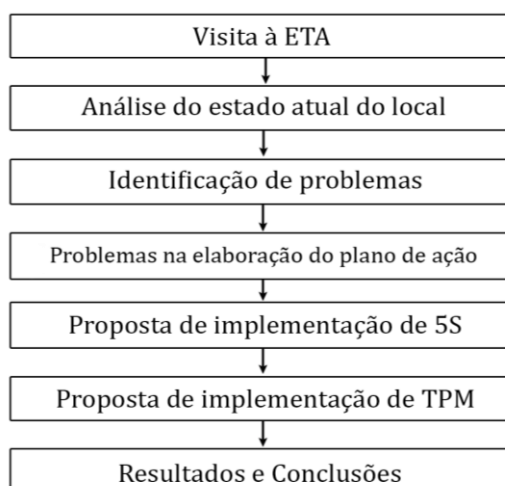 Visita à ETA
Análise do estado atual do local
Identificação de problemas
Problemas na elaboração do plano de ação
Proposta de implementação de 5S
Proposta de implementação de TPM
Resultados e Conclusões